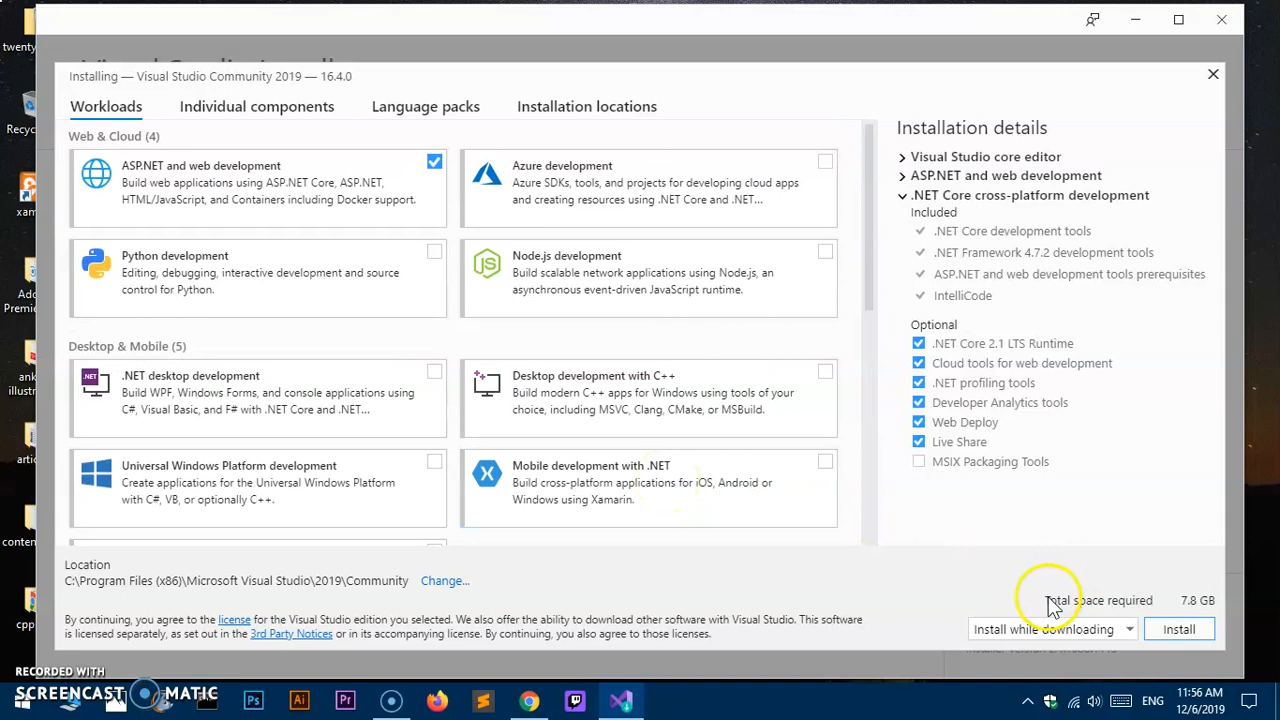 twenty
Installing — Visual Studio Community 2019 — 16.4.0
Workloads
Individual components
Language packs
Installation locations
Web & Cloud (4)
ASP.NET and web development
Build web applications using ASP.NET Core, ASP.NET,
HTML/JavaScript, and Containers including Docker support.
Azure development
Azure SDKs, tools, and projects for developing cloud apps
and creating resources using .NET Core and .NET...
Python development
Editing, debugging, interactive development and source
control for Python.
Node.js development
Build scalable network applications using Node.js, an
asynchronous event-driven JavaScript runtime.
Desktop & Mobile (5)
.NET desktop development
Build WPF, Windows Forms, and console applications using
C#, Visual Basic, and F# with .NET Core and .NET...
Desktop development with C++
Build modern C++ apps for Windows using tools of your
choice, including MSVC, Clang, CMake, or MSBuild.
Universal Windows Platform development
Create applications for the Universal Windows Platform
with C#, VB, or optionally C++.
Mobile development with .NET
Build cross-platform applications for iOS, Android or
Windows using Xamarin.
Installation details
Visual Studio core editor
ASP.NET and web development
.NET Core cross-platform development
Included
.NET Core development tools
.NET Framework 4.7.2 development tools
ASP.NET and web development tools prerequisites
IntelliCode
Optional
.NET Core 2.1 LTS Runtime
Cloud tools for web development
.NET profiling tools
Developer Analytics tools
Web Deploy
Live Share
MSIX Packaging Tools
Location
C:\Program Files (x86)\Microsoft Visual Studio\2019\Community
Change...
By continuing, you agree to the license for the Visual Studio edition you selected. We also offer the ability to download other software with Visual Studio. This software
is licensed separately, as set out in the 3rd Party Notices or in its accompanying license. By continuing, you also agree to those licenses.
Total space required 7.8 GB
Install while downloading
Install
Recyc
xam
Ado
Premie
ank
illustr
artic
conten
cpp
RECORDED WITH
SCREENCAST MATIC
Ps
Ai
Pr
ENG
11:56 AM
12/6/2019